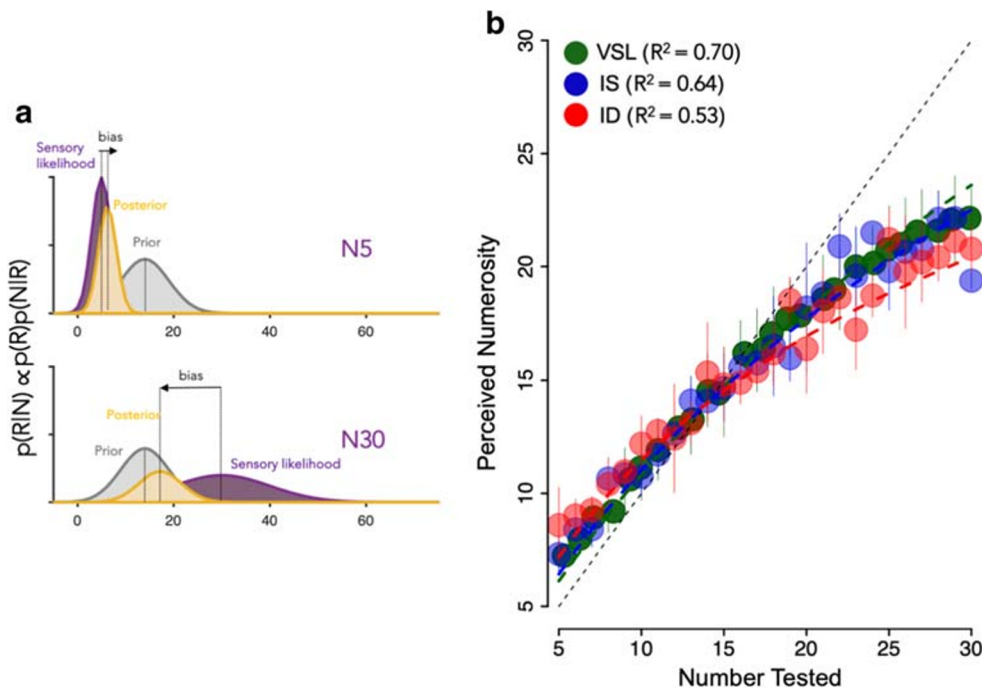 a
p(R|N) ∝ p(R)p(N|R)
bias
Sensory
likelihood
Posterior
Prior
N5
0 20 40 60
bias
Posterior
Prior
N30
Sensory likelihood
0 20 40 60
b
VSL (R² = 0.70)
IS (R² = 0.64)
ID (R² = 0.53)
Perceived Numerosity
30
25
20
15
10
5
5 10 15 20 25 30
Number Tested